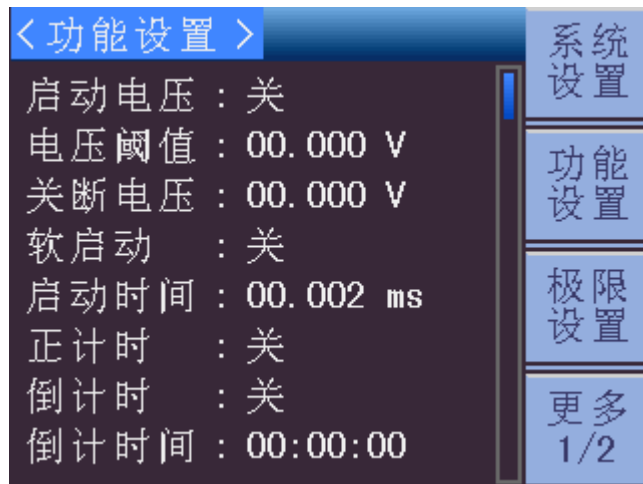 <功能设置 >
启动电压：关
电压阈值：00.000 V
关断电压：00.000 V
软启动 ：关
启动时间：00.002 ms
正计时 ：关
倒计时 ：关
倒计时间：00:00:00
系统
设置
功能
设置
极限
设置
更多
1/2